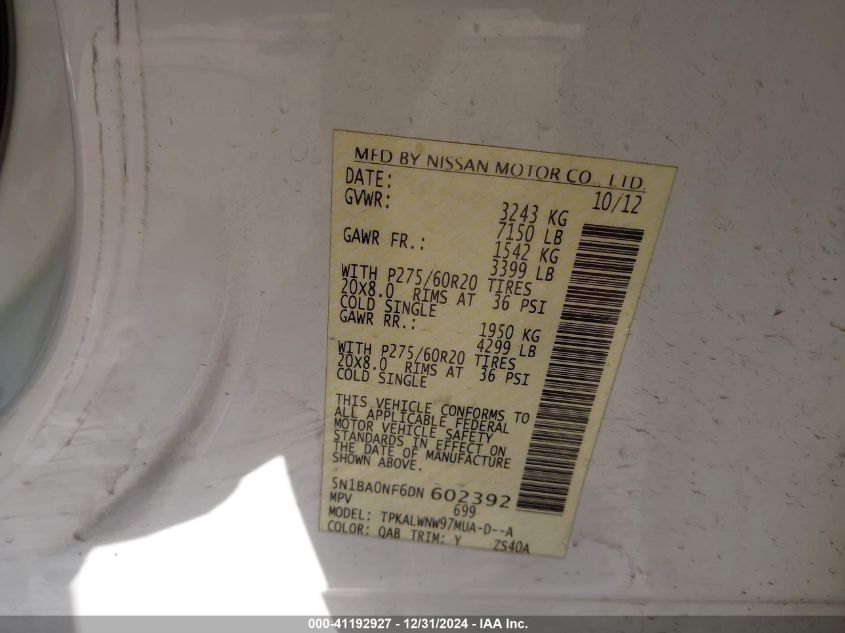 MFD BY NISSAN MOTOR CO., LTD.
DATE: 10/12
GVWR: 3243 KG
7150 LB
GAWR FR.: 1542 KG
3399 LB
WITH P275/60R20 TIRES
20X8.0 RIMS AT 36 PSI
COLD SINGLE
GAWR RR.: 1950 KG
4299 LB
WITH P275/60R20 TIRES
20X8.0 RIMS AT 36 PSI
COLD SINGLE
THIS VEHICLE CONFORMS TO
ALL APPLICABLE FEDERAL
MOTOR VEHICLE SAFETY
STANDARDS IN EFFECT ON
THE DATE OF MANUFACTURE
SHOWN ABOVE.
5N1BA0NF6DN 602392
MPV 699
MODEL: TPKALWNW97MUA-D--A
COLOR: QAB TRIM: Y ZS40A
000-41192927 - 12/31/2024 - IAA Inc.